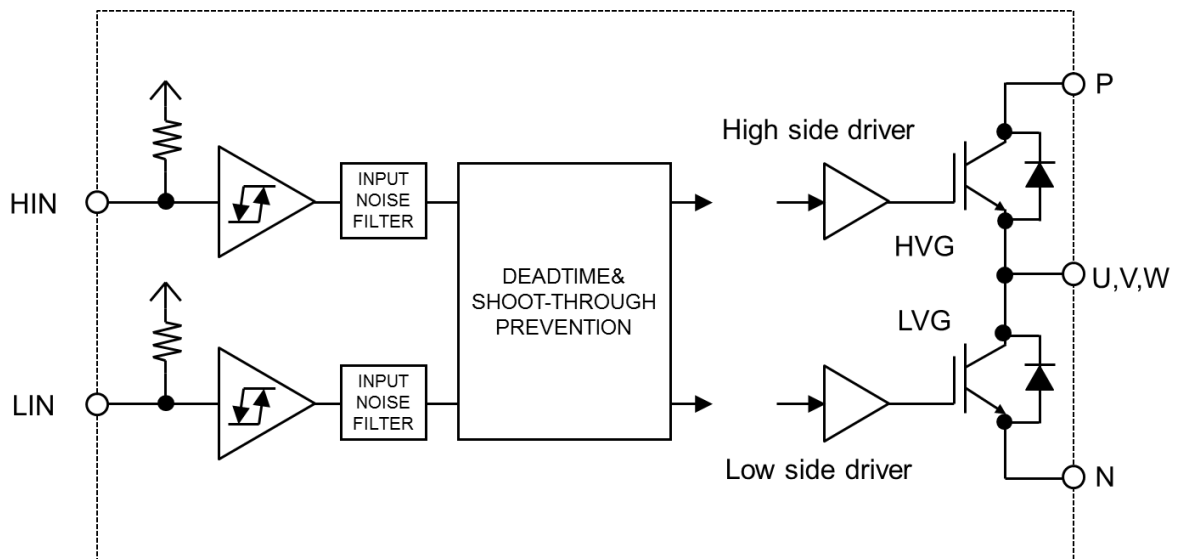 High side driver
P
HIN
INPUT
NOISE
FILTER
HVG
DEADTIME&
SHOOT-THROUGH
PREVENTION
U,V,W
LVG
LIN
INPUT
NOISE
FILTER
Low side driver
N